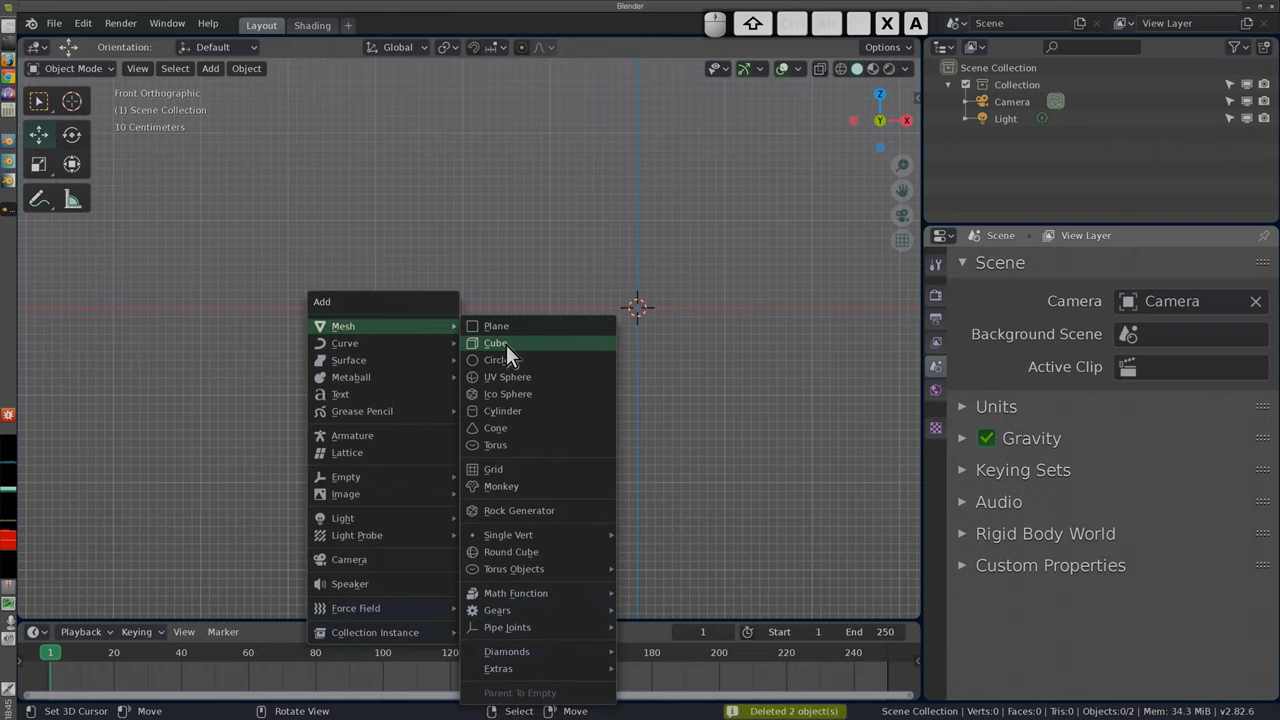 Blender
File
Edit
Render
Window
Help
Layout
Shading
+
Scene
View Layer
Ctrl
Alt
X
A
Orientation:
Default
Global
Options
Object Mode
View
Select
Add
Object
Front Orthographic
(1) Scene Collection
10 Centimeters
Z
Y
X
Scene Collection
Collection
Camera
Light
Scene
View Layer
Scene
Camera
Camera
Background Scene
Active Clip
Units
Gravity
Keying Sets
Audio
Rigid Body World
Custom Properties
Add
Mesh
Curve
Surface
Metaball
Text
Grease Pencil
Armature
Lattice
Empty
Image
Light
Light Probe
Camera
Speaker
Force Field
Collection Instance
Plane
Cube
Circle
UV Sphere
Ico Sphere
Cylinder
Cone
Torus
Grid
Monkey
Rock Generator
Single Vert
Round Cube
Torus Objects
Math Function
Gears
Pipe Joints
Diamonds
Extras
Parent To Empty
Playback
Keying
View
Marker
1
Start 1
End 250
1
20
40
60
80
100
180
200
220
240
18:45
Set 3D Cursor
Move
Rotate View
Select
Move
Deleted 2 object(s)
Scene Collection | Verts:0 | Faces:0 | Tris:0 | Objects:0/2 | Mem: 34.3 MiB | v2.82.6